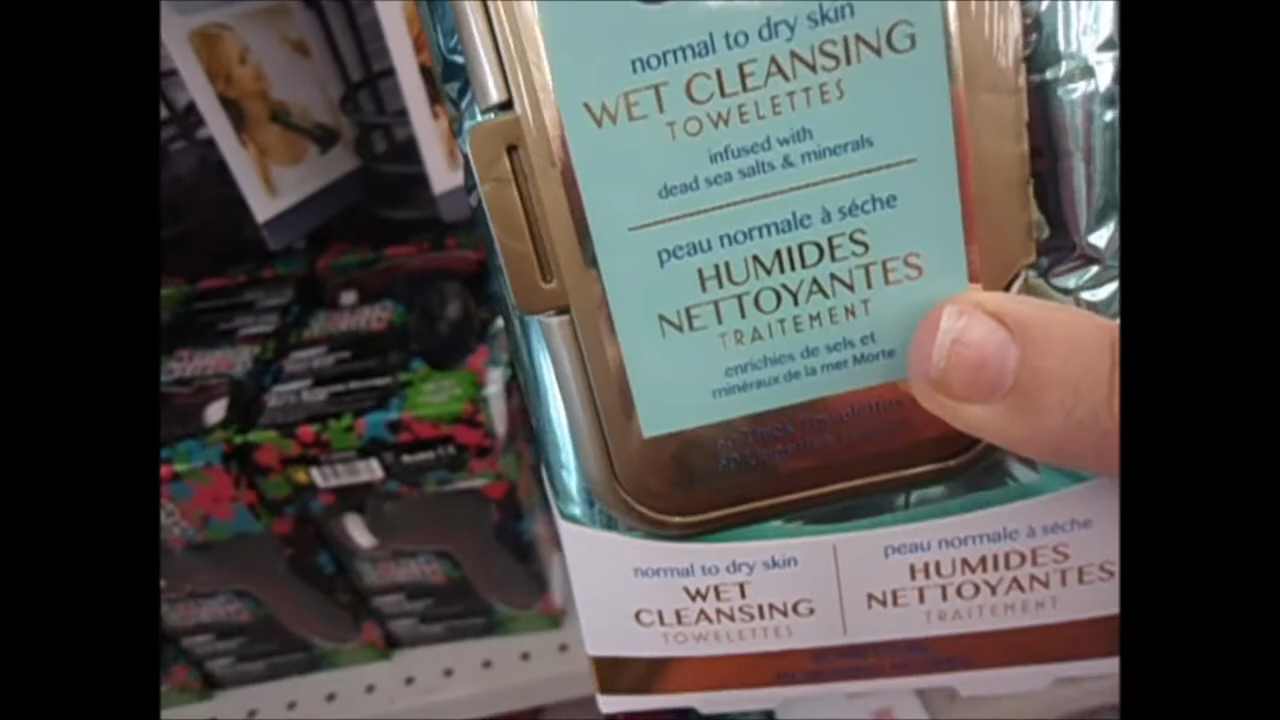 normal to dry skin
WET CLEANSING
TOWELETTES
infused with
dead sea salts & minerals
peau normale à séche
HUMIDES
NETTOYANTES
TRAITEMENT
enrichies de sels et
minéraux de la mer Morte
normal to dry skin
WET
CLEANSING
TOWELETTES
peau normale à séche
HUMIDES
NETTOYANTES
TRAITEMENT